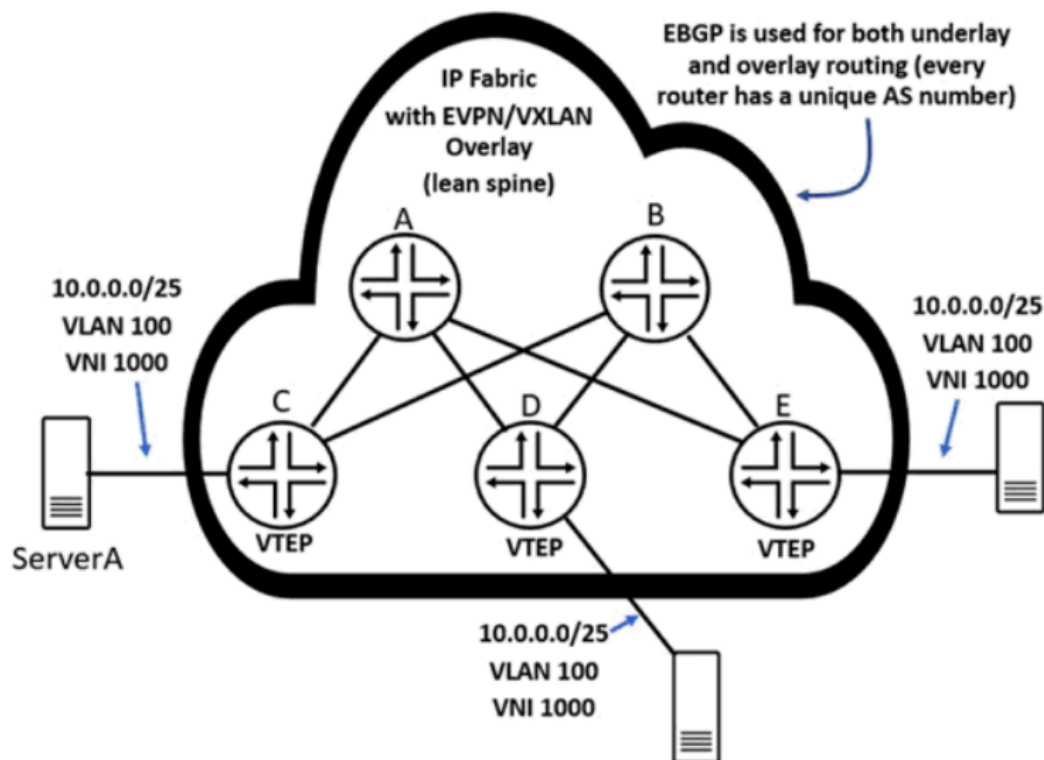 EBGP is used for both underlay
and overlay routing (every
router has a unique AS number)
IP Fabric
with EVPN/VXLAN
Overlay
(lean spine)
A
B
10.0.0.0/25
VLAN 100
VNI 1000
10.0.0.0/25
VLAN 100
VNI 1000
C
D
E
VTEP
VTEP
VTEP
ServerA
10.0.0.0/25
VLAN 100
VNI 1000